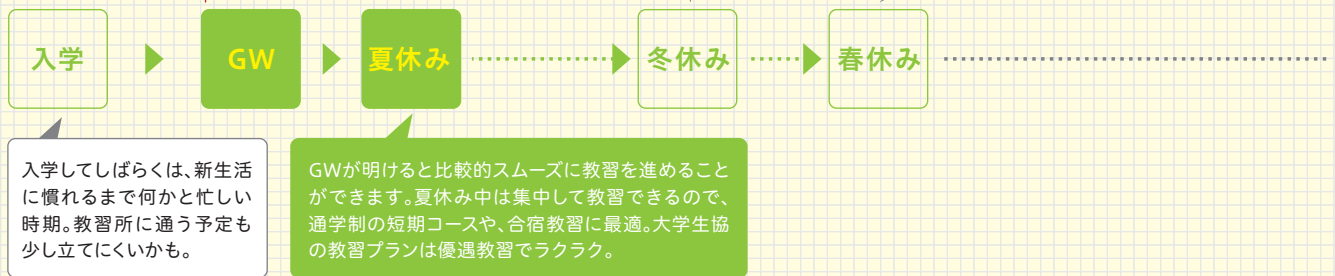 入学
GW
夏休み
冬休み
春休み
入学してしばらくは、新生活
に慣れるまで何かと忙しい
時期。教習所に通う予定も
少し立てにくいかも。
GWが明けると比較的スムーズに教習を進めること
ができます。夏休み中は集中して教習できるので、
通学制の短期コースや、合宿教習に最適。大学生協
の教習プランは優遇教習でラクラク。